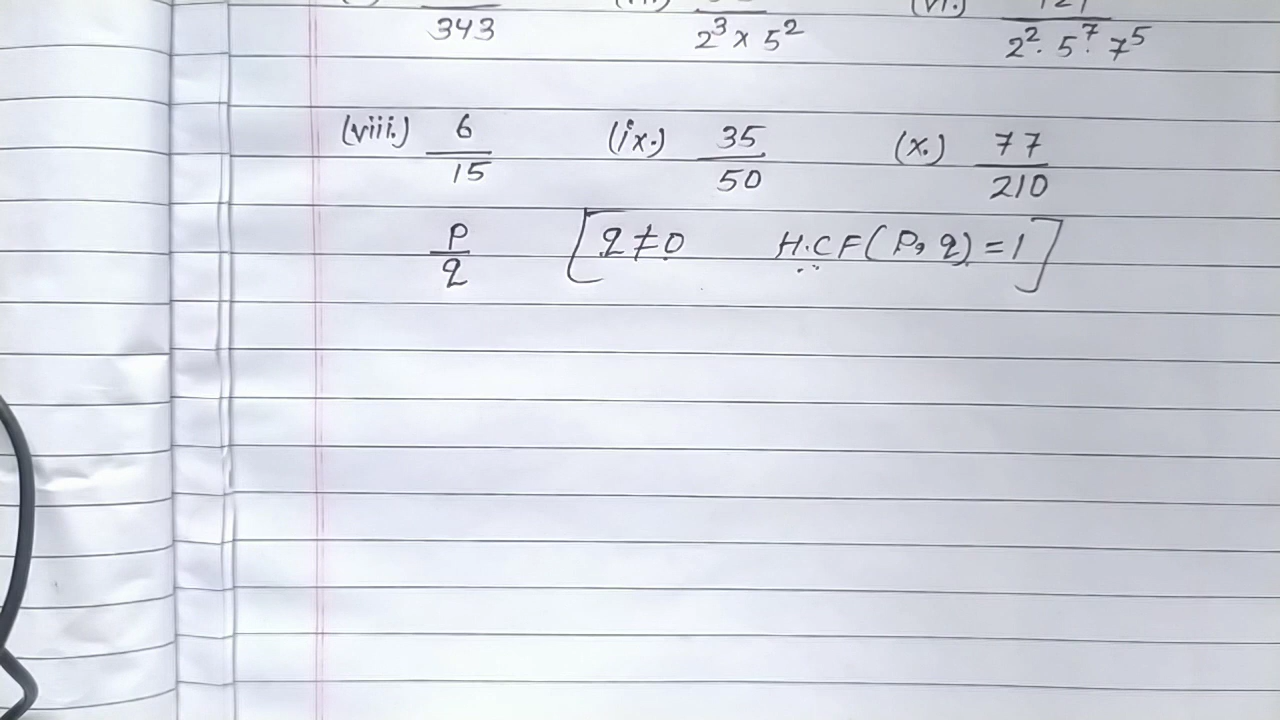 343 2³ x 5² 2². 5⁷. 7⁵
(viii.) 6/15 (ix.) 35/50 (x.) 77/210
p/q [q ≠ 0 H.C.F(p, q) = 1]